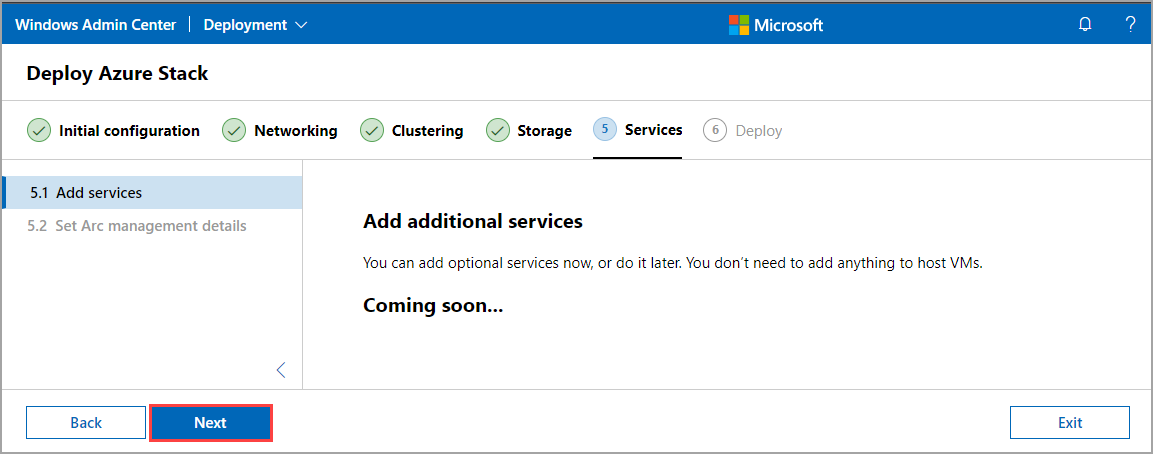 Windows Admin Center | Deployment
Microsoft
?
Deploy Azure Stack
Initial configuration
Networking
Clustering
Storage
5 Services
6 Deploy
5.1 Add services
5.2 Set Arc management details
Add additional services
You can add optional services now, or do it later. You don't need to add anything to host VMs.
Coming soon...
Back
Next
Exit